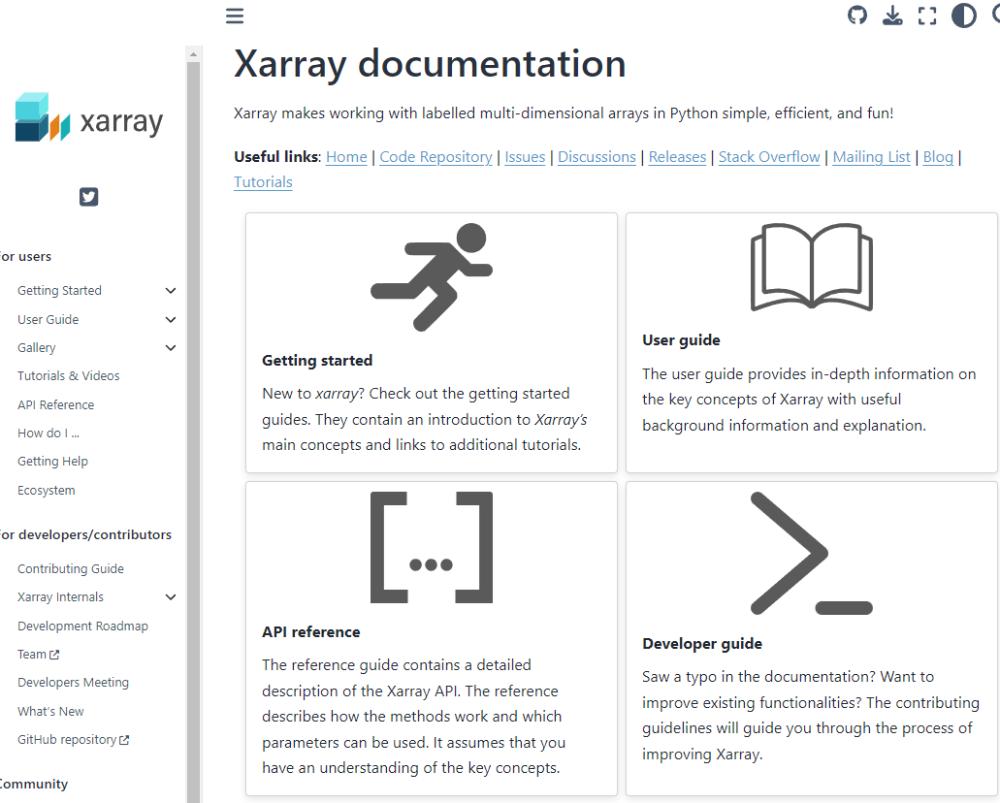 Xarray documentation
Xarray makes working with labelled multi-dimensional arrays in Python simple, efficient, and fun!
Useful links: Home | Code Repository | Issues | Discussions | Releases | Stack Overflow | Mailing List | Blog |
Tutorials
xarray
or users
Getting Started
User Guide
Gallery
Tutorials & Videos
API Reference
How do I ...
Getting Help
Ecosystem
or developers/contributors
Contributing Guide
Xarray Internals
Development Roadmap
Team
Developers Meeting
What's New
GitHub repository
Community
Getting started
New to xarray? Check out the getting started
guides. They contain an introduction to Xarray's
main concepts and links to additional tutorials.
User guide
The user guide provides in-depth information on
the key concepts of Xarray with useful
background information and explanation.
[...]
API reference
The reference guide contains a detailed
description of the Xarray API. The reference
describes how the methods work and which
parameters can be used. It assumes that you
have an understanding of the key concepts.
>_
Developer guide
Saw a typo in the documentation? Want to
improve existing functionalities? The contributing
guidelines will guide you through the process of
improving Xarray.